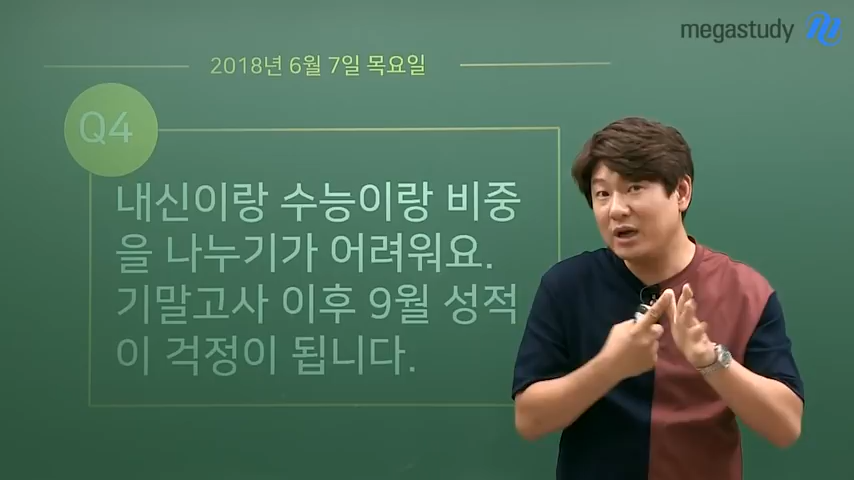 megastudy
2018년 6월 7일 목요일
Q4
내신이랑 수능이랑 비중
을 나누기가 어려워요.
기말고사 이후 9월 성적
이 걱정이 됩니다.